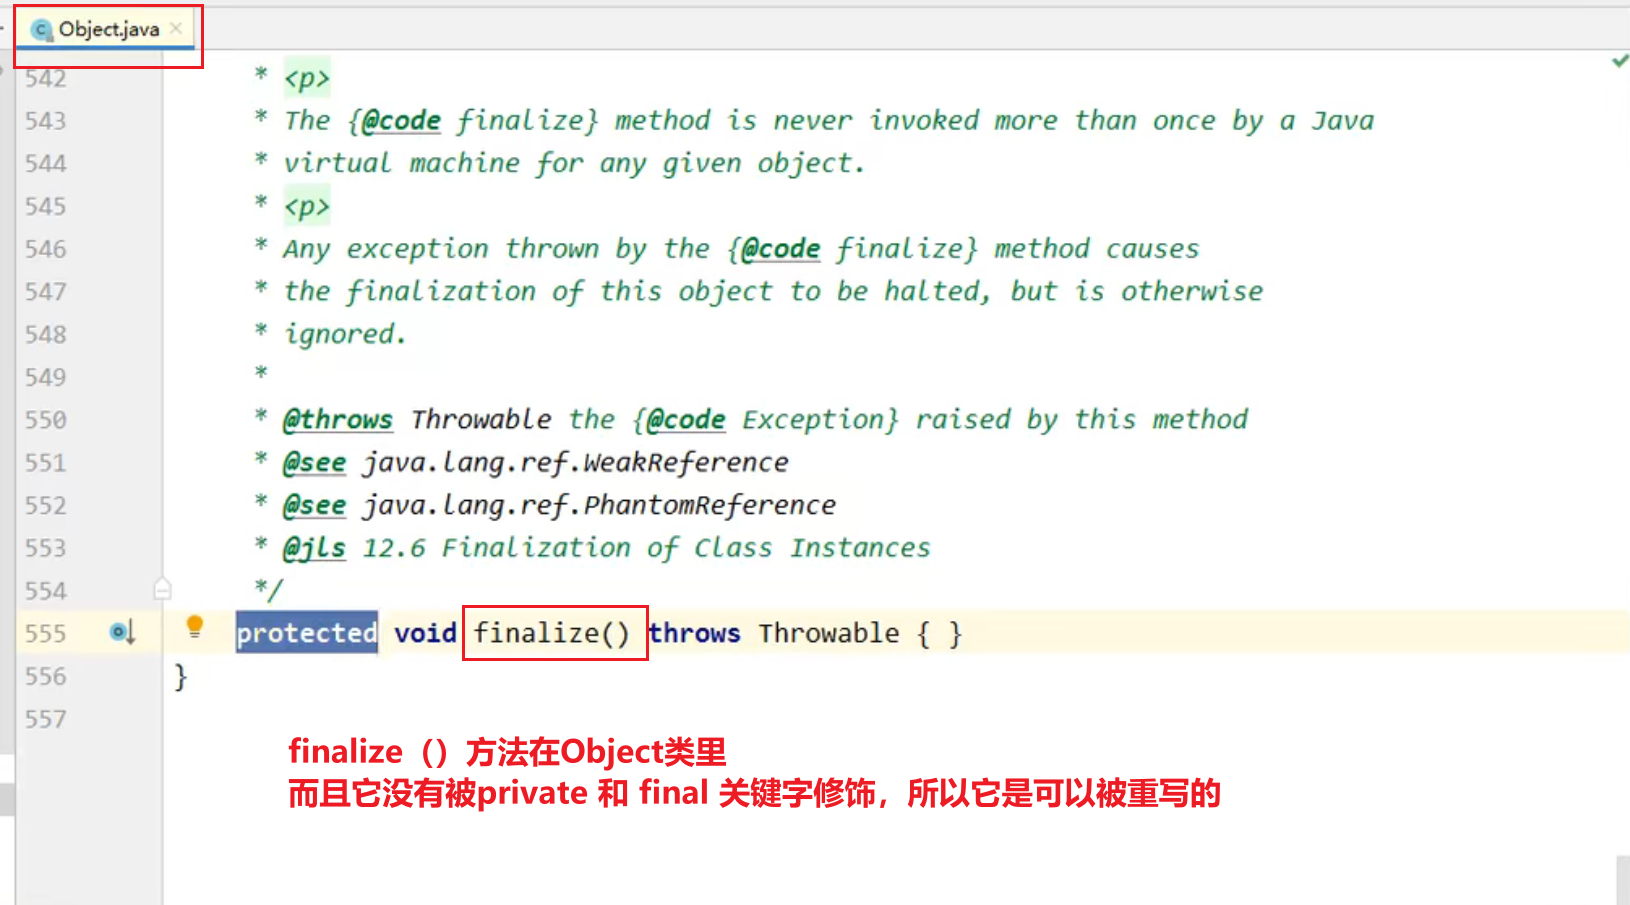 Object.java
542 * <p>
543 * The {@code finalize} method is never invoked more than once by a Java
544 * virtual machine for any given object.
545 * <p>
546 * Any exception thrown by the {@code finalize} method causes
547 * the finalization of this object to be halted, but is otherwise
548 * ignored.
549 *
550 * @throws Throwable the {@code Exception} raised by this method
551 * @see java.lang.ref.WeakReference
552 * @see java.lang.ref.PhantomReference
553 * @jls 12.6 Finalization of Class Instances
554 */
555 protected void finalize() throws Throwable { }
556 }
557
finalize（）方法在Object类里
而且它没有被private 和 final 关键字修饰，所以它是可以被重写的